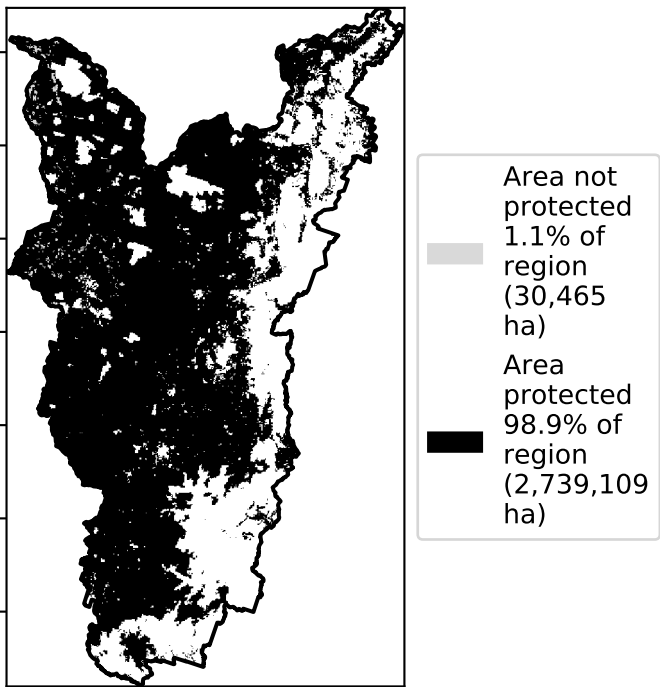 Area not
protected
1.1% of
region
(30,465
ha)
Area
protected
98.9% of
region
(2,739,109
ha)